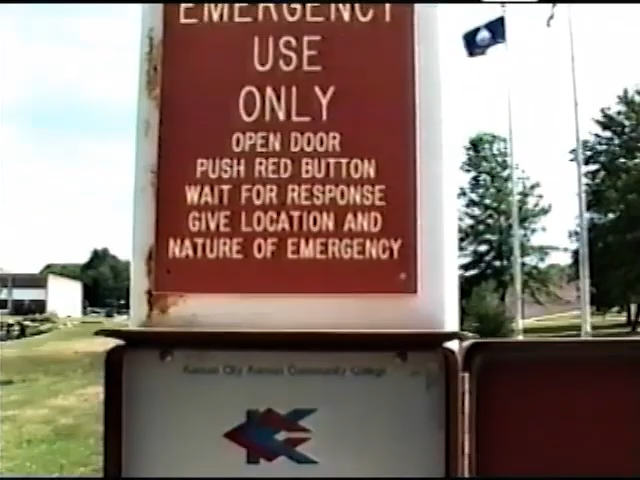 EMERGENCY
USE
ONLY
OPEN DOOR
PUSH RED BUTTON
WAIT FOR RESPONSE
GIVE LOCATION AND
NATURE OF EMERGENCY
Kansas City Kansas Community College